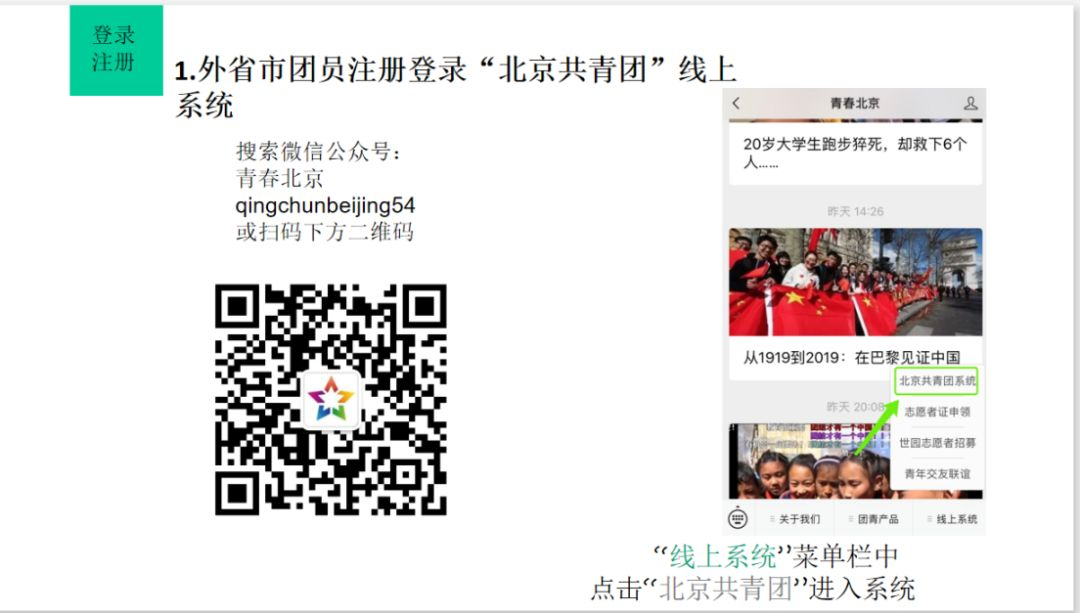 登录
注册
1.外省市团员注册登录“北京共青团”线上
系统
搜索微信公众号：
青春北京
qingchunbeijing54
或扫码下方二维码
青春北京
20岁大学生跑步猝死，却救下6个
人......
昨天 14:26
从1919到2019：在巴黎见证中国
北京共青团系统
昨天 20:08
志愿者证申领
世园志愿者招募
青年交友联谊
关于我们
团青产品
线上系统
“线上系统”菜单栏中
点击“北京共青团”进入系统